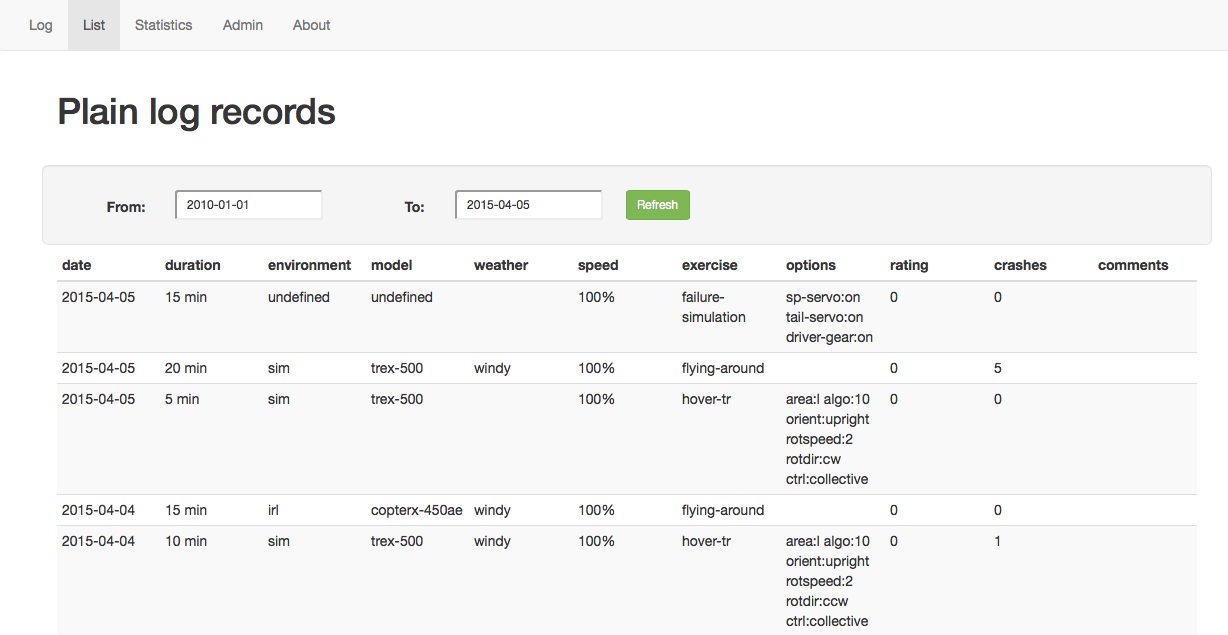 Log List Statistics Admin About
Plain log records
From: 2010-01-01 To: 2015-04-05 Refresh
date duration environment model weather speed exercise options rating crashes comments
2015-04-05 15 min undefined undefined 100% failure- sp-servo:on 0 0
simulation tail-servo:on
driver-gear:on
2015-04-05 20 min sim trex-500 windy 100% flying-around 0 5
2015-04-05 5 min sim trex-500 100% hover-tr area:l algo:10 0 0
orient:upright
rotspeed:2
rotdir:cw
ctrl:collective
2015-04-04 15 min irl copterx-450ae windy 100% flying-around 0 0
2015-04-04 10 min sim trex-500 windy 100% hover-tr area:l algo:10 0 1
orient:upright
rotspeed:2
rotdir:ccw
ctrl:collective